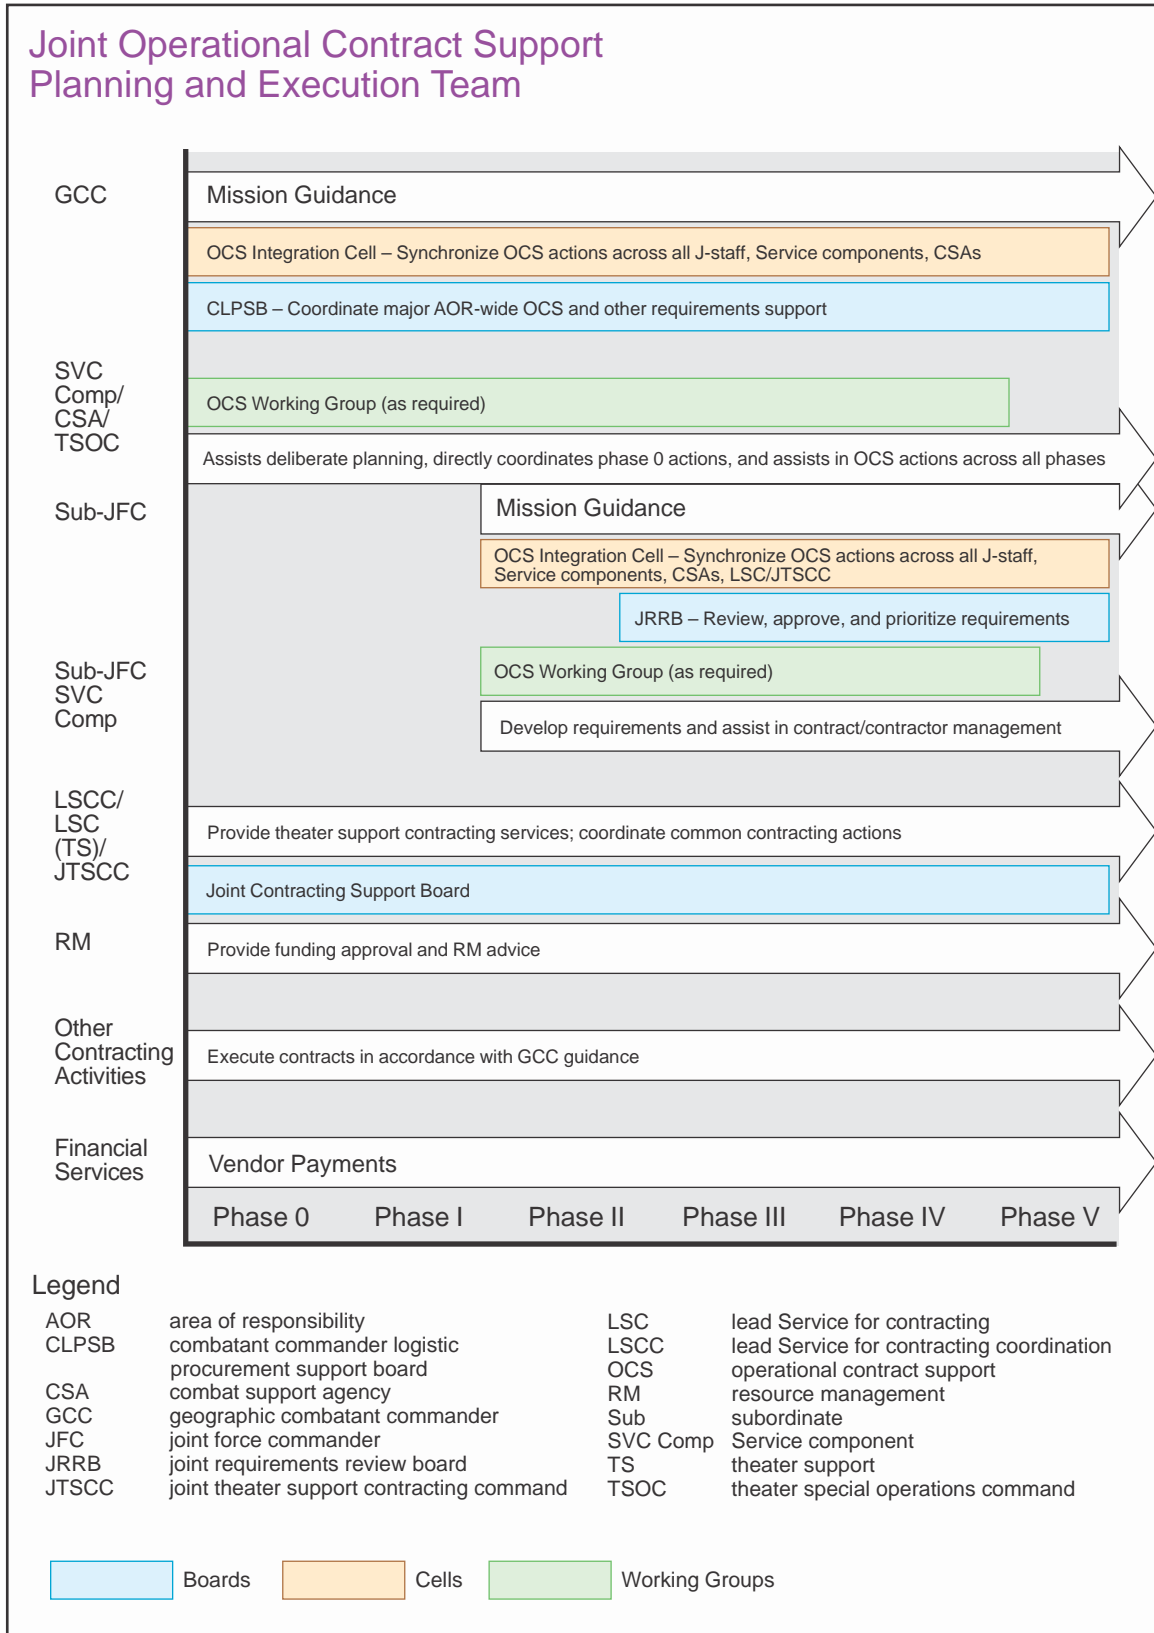 Joint Operational Contract Support
Planning and Execution Team
GCC
Mission Guidance
OCS Integration Cell – Synchronize OCS actions across all J-staff, Service components, CSAs
CLPSB – Coordinate major AOR-wide OCS and other requirements support
SVC
Comp/
CSA/
TSOC
OCS Working Group (as required)
Assists deliberate planning, directly coordinates phase 0 actions, and assists in OCS actions across all phases
Sub-JFC
Mission Guidance
OCS Integration Cell – Synchronize OCS actions across all J-staff,
Service components, CSAs, LSC/JTSCC
JRRB – Review, approve, and prioritize requirements
Sub-JFC
SVC
Comp
OCS Working Group (as required)
Develop requirements and assist in contract/contractor management
LSCC/
LSC
(TS)/
JTSCC
Provide theater support contracting services; coordinate common contracting actions
Joint Contracting Support Board
RM
Provide funding approval and RM advice
Other
Contracting
Activities
Execute contracts in accordance with GCC guidance
Financial
Services
Vendor Payments
Phase 0 Phase I Phase II Phase III Phase IV Phase V
Legend
AOR area of responsibility
CLPSB combatant commander logistic
procurement support board
CSA combat support agency
GCC geographic combatant commander
JFC joint force commander
JRRB joint requirements review board
JTSCC joint theater support contracting command
LSC lead Service for contracting
LSCC lead Service for contracting coordination
OCS operational contract support
RM resource management
Sub subordinate
SVC Comp Service component
TS theater support
TSOC theater special operations command
Boards Cells Working Groups